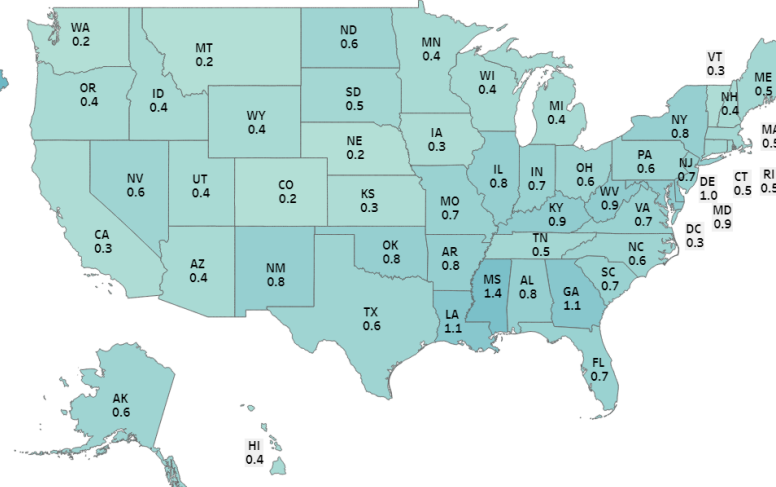 WA
0.2
MT
0.2
ND
0.6
MN
0.4
VT
0.3
ME
0.5
OR
0.4
ID
0.4
SD
0.5
WI
0.4
MI
0.4
NH
0.4
WY
0.4
NY
0.8
MA
0.5
NE
0.2
IA
0.3
PA
0.6
NJ
0.7
NV
0.6
UT
0.4
CO
0.2
IL
0.8
IN
0.7
OH
0.6
DE
1.0
CT
0.5
RI
0.5
KS
0.3
MO
0.7
WV
0.9
KY
0.9
VA
0.7
MD
0.9
CA
0.3
DC
0.3
AZ
0.4
NM
0.8
OK
0.8
AR
0.8
TN
0.5
NC
0.6
SC
0.7
MS
1.4
AL
0.8
GA
1.1
TX
0.6
LA
1.1
FL
0.7
AK
0.6
HI
0.4